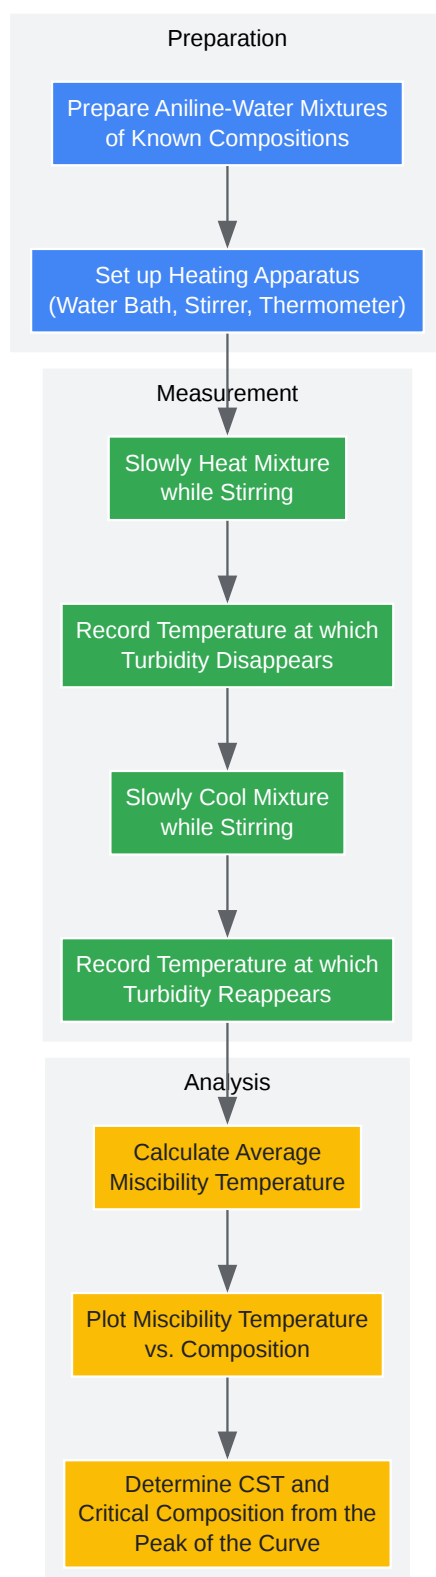 Preparation
Prepare Aniline-Water Mixtures
of Known Compositions
Set up Heating Apparatus
(Water Bath, Stirrer, Thermometer)
Measurement
Slowly Heat Mixture
while Stirring
Record Temperature at which
Turbidity Disappears
Slowly Cool Mixture
while Stirring
Record Temperature at which
Turbidity Reappears
Analysis
Calculate Average
Miscibility Temperature
Plot Miscibility Temperature
vs. Composition
Determine CST and
Critical Composition from the
Peak of the Curve